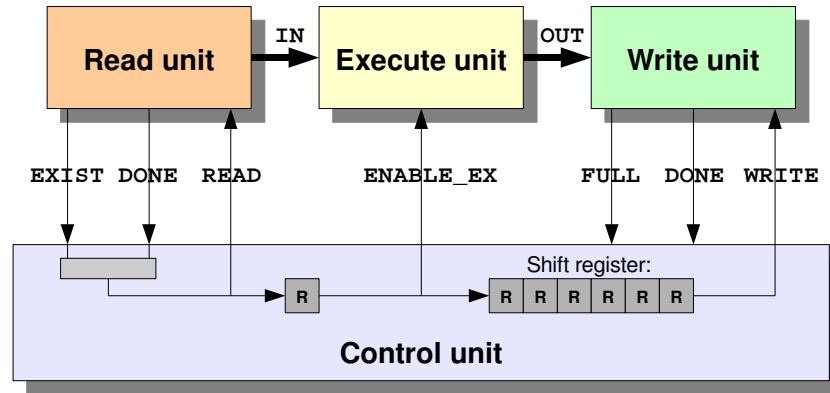 IN OUT
Read unit Execute unit Write unit
EXIST DONE READ ENABLE_EX FULL DONE WRITE
Shift register:
R R R R R R R
Control unit